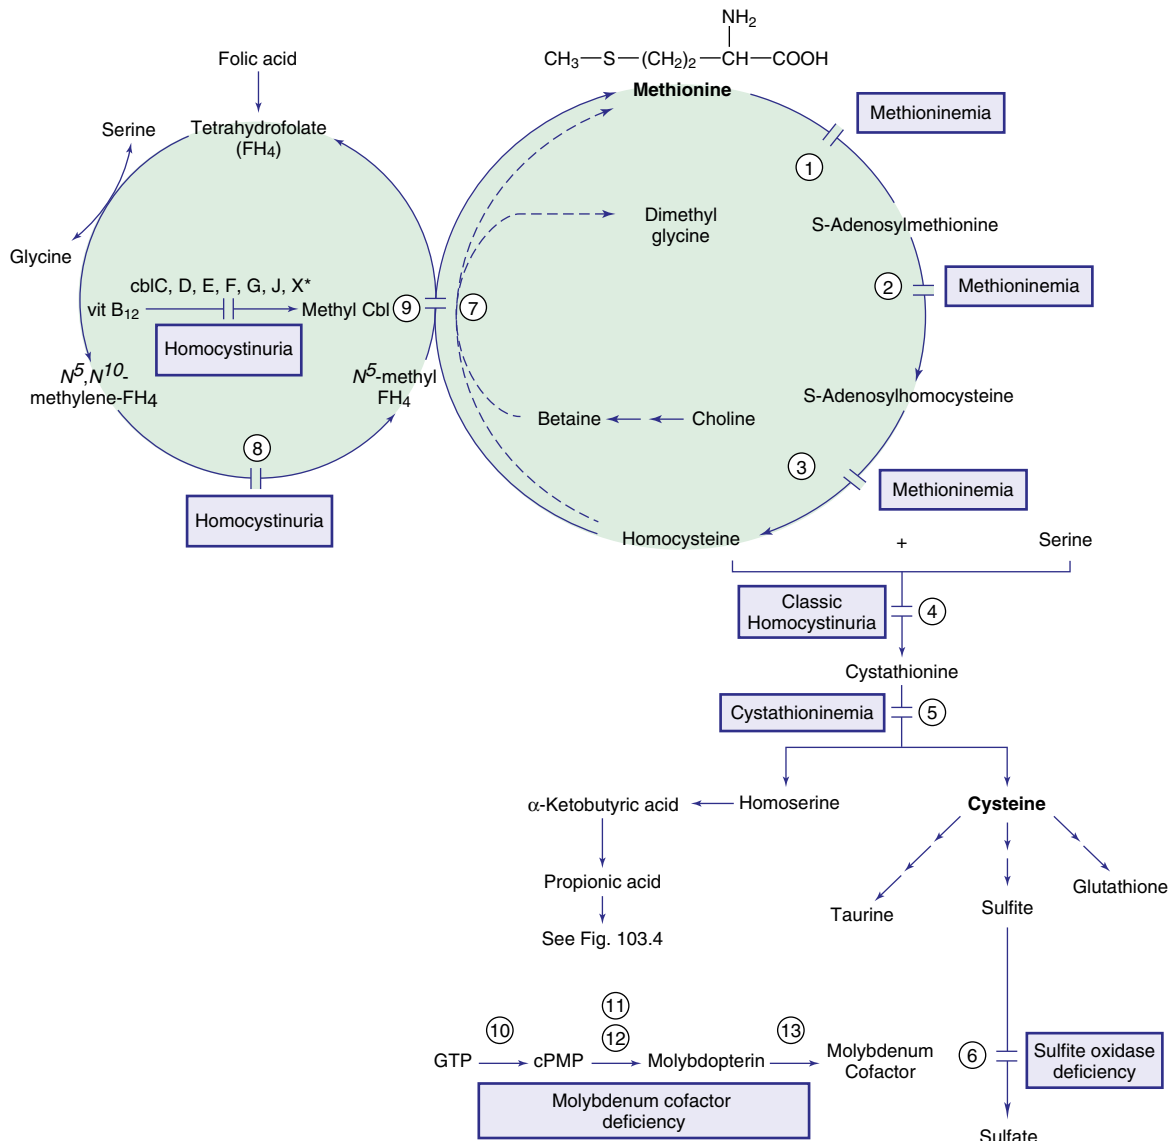 NH2
CH3—S—(CH2)2—CH—COOH
Methionine
Folic acid
Serine
Tetrahydrofolate
(FH4)
Methioninemia
1
Glycine
Dimethyl
glycine
S-Adenosylmethionine
cblC, D, E, F, G, J, X*
vit B12
Methyl Cbl
9
7
2
Methioninemia
Homocystinuria
N5,N10-
methylene-FH4
N5-methyl
FH4
Betaine
Choline
S-Adenosylhomocysteine
8
3
Methioninemia
Homocystinuria
Homocysteine
+
Serine
Classic
Homocystinuria
4
Cystathionine
Cystathioninemia
5
α-Ketobutyric acid
Homoserine
Cysteine
Propionic acid
Taurine
Sulfite
Glutathione
See Fig. 103.4
10
11
12
13
GTP
cPMP
Molybdopterin
Molybdenum
Cofactor
6
Sulfite oxidase
deficiency
Molybdenum cofactor
deficiency
Sulfate